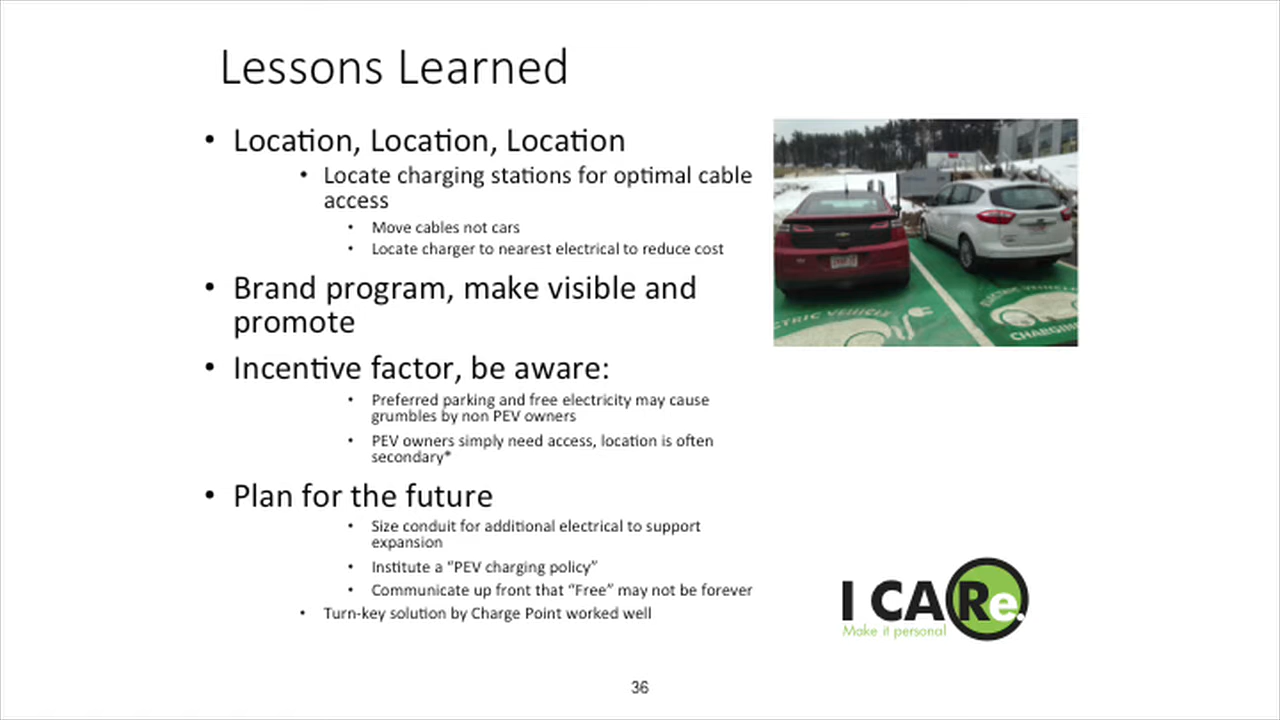 Lessons Learned
• Location, Location, Location
• Locate charging stations for optimal cable
access
• Move cables not cars
• Locate charger to nearest electrical to reduce cost
• Brand program, make visible and
promote
• Incentive factor, be aware:
• Preferred parking and free electricity may cause
grumbles by non PEV owners
• PEV owners simply need access, location is often
secondary*
• Plan for the future
• Size conduit for additional electrical to support
expansion
• Institute a “PEV charging policy”
• Communicate up front that “Free” may not be forever
• Turn-key solution by Charge Point worked well
VEHICLE
ELECTRIC
CHARGING
I CARe.
Make it personal
36